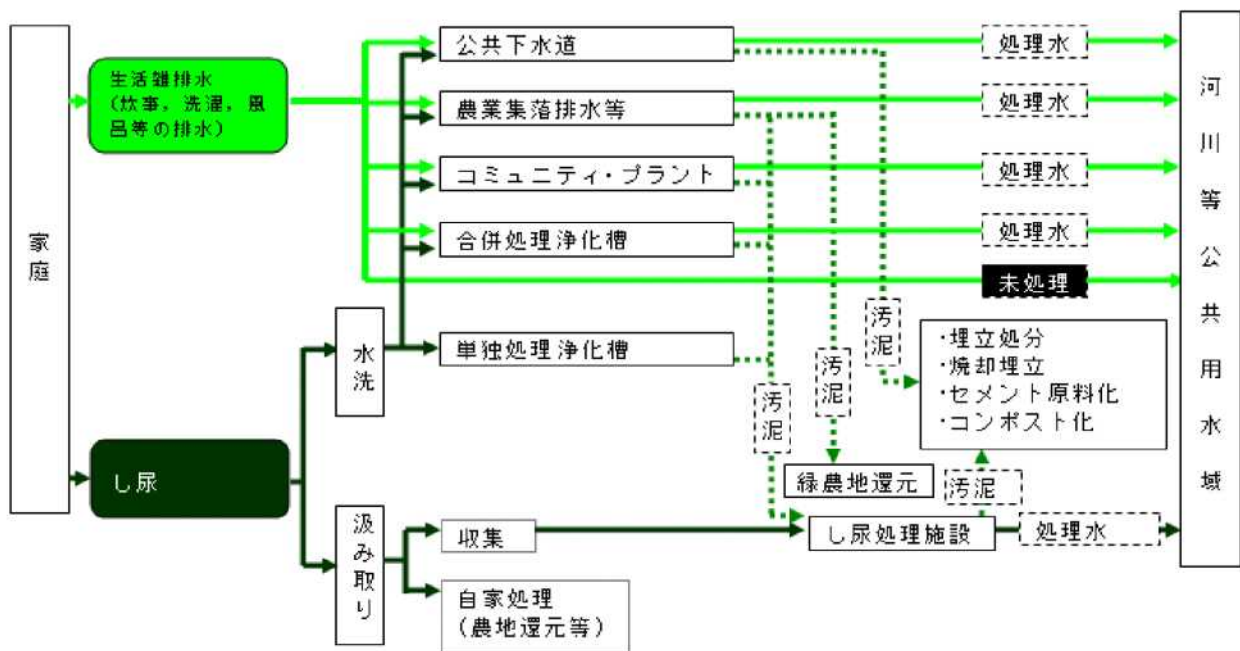 家庭
生活雑排水
(炊事,洗濯,風
呂等の排水)
し尿
水洗
汲み取り
公共下水道
農業集落排水等
コミュニティ・プラント
合併処理浄化槽
単独処理浄化槽
収集
自家処理
(農地還元等)
処理水
処理水
処理水
処理水
未処理
汚泥
汚泥
汚泥
・埋立処分
・焼却埋立
・セメント原料化
・コンポスト化
緑農地還元
汚泥
し尿処理施設
処理水
河川等公共用水域